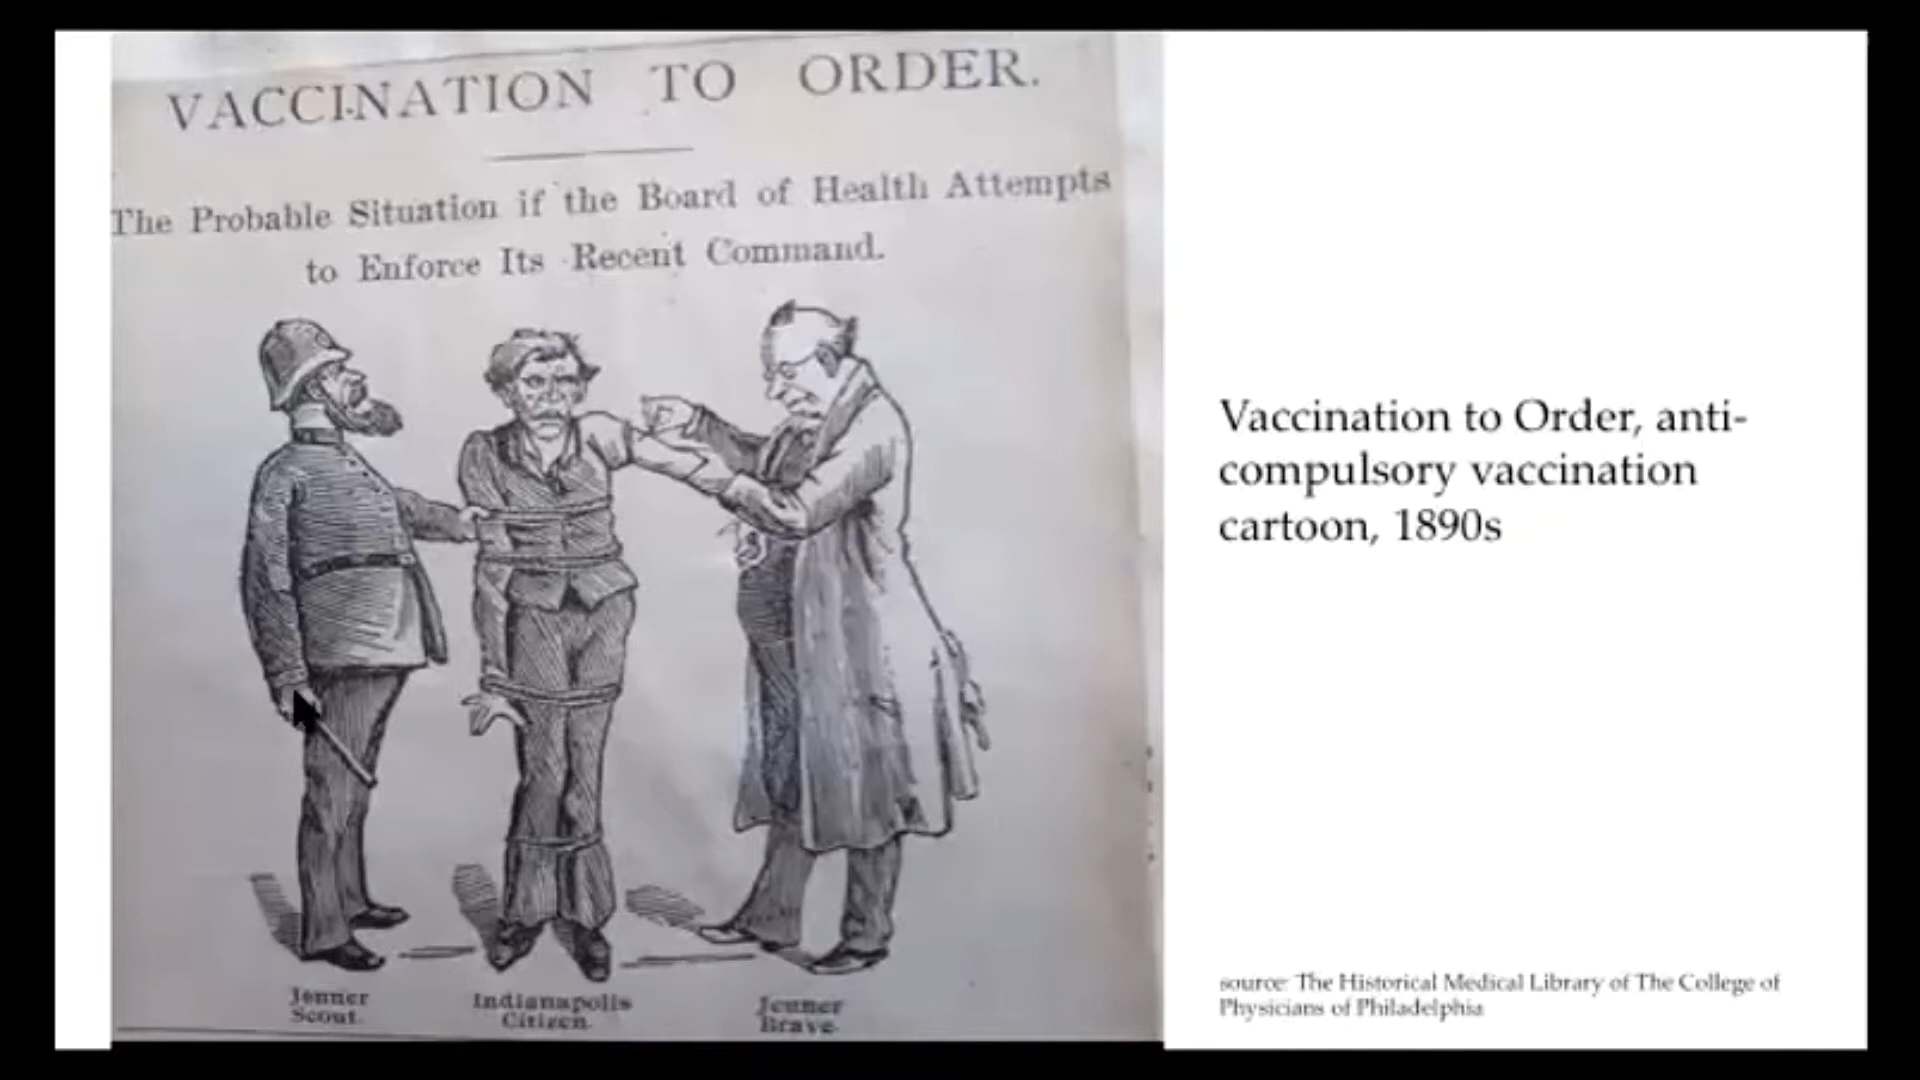 VACCINATION TO ORDER.
The Probable Situation if the Board of Health Attempts
to Enforce Its Recent Command.
Jenner
Scout.
Indianapolis
Citizen.
Jenner
Brave.
Vaccination to Order, anti-
compulsory vaccination
cartoon, 1890s
source: The Historical Medical Library of The College of
Physicians of Philadelphia